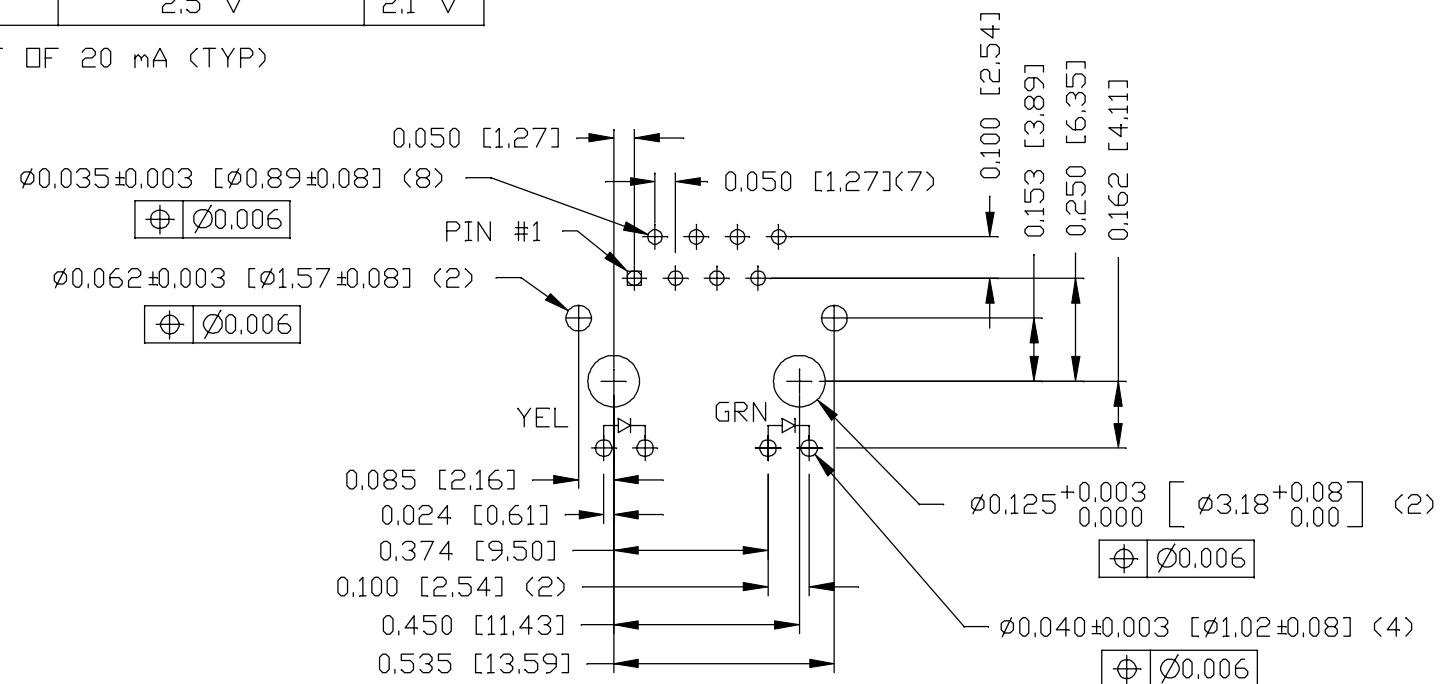 2.5 V 2.1 V
OF 20 mA (TYP)
0.100 [2.54]
0.153 [3.89]
0.250 [6.35]
0.162 [4.11]
0.050 [1.27]
Ø0.035±0.003 [Ø0.89±0.08] (8)
0.050 [1.27](7)
⌖ Ø0.006
PIN #1
Ø0.062±0.003 [Ø1.57±0.08] (2)
⌖ Ø0.006
YEL
GRN
0.085 [2.16]
0.024 [0.61]
Ø0.125 +0.003 0.000 [ Ø3.18 +0.08 0.00 ] (2)
0.374 [9.50]
⌖ Ø0.006
0.100 [2.54] (2)
0.450 [11.43]
Ø0.040±0.003 [Ø1.02±0.08] (4)
0.535 [13.59]
⌖ Ø0.006